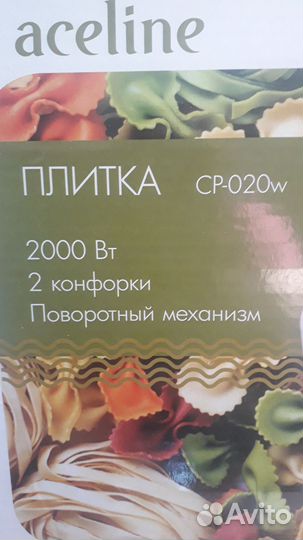 aceline
ПЛИТКА CP-020w
2000 Вт
2 конфорки
Поворотный механизм
Avito